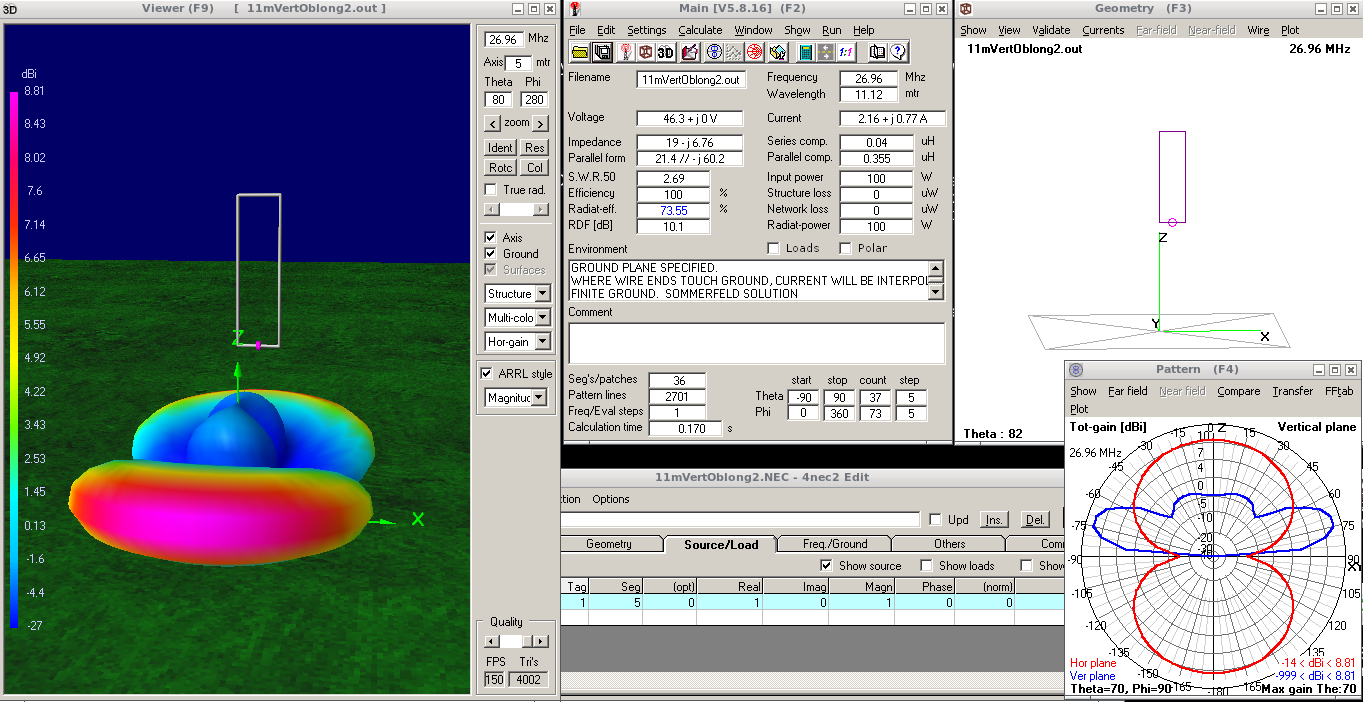 3D Viewer (F9) [ 11mVertOblong2.out ]
dBi
8.81
8.43
8.02
7.6
7.14
6.65
6.12
5.55
4.92
4.22
3.43
2.53
1.45
0.13
-1.6
-4.4
-27
Z
X
26.96 Mhz
Axis 5 mtr
Theta Phi
80 280
< zoom >
Ident Res
Rotc Col
True rad.
Axis
Ground
Surfaces
Structure
Multi-colo
Hor-gain
ARRL style
Magnituc
Quality
FPS Tri's
150 4002
Main [V5.8.16] (F2)
File Edit Settings Calculate Window Show Run Help
3D 1:1 ?
Filename 11mVertOblong2.out Frequency 26.96 Mhz
Wavelength 11.12 mtr
Voltage 46.3 + j 0 V Current 2.16 + j 0.77 A
Impedance 19 - j 6.76 Series comp. 0.04 uH
Parallel form 21.4 // - j 60.2 Parallel comp. 0.355 uH
S.W.R.50 2.69 Input power 100 W
Efficiency 100 % Structure loss 0 uW
Radiat-eff. 73.55 % Network loss 0 uW
RDF [dB] 10.1 Radiat-power 100 W
Environment Loads Polar
GROUND PLANE SPECIFIED.
WHERE WIRE ENDS TOUCH GROUND, CURRENT WILL BE INTERPOL
FINITE GROUND. SOMMERFELD SOLUTION
Comment
Seg's/patches 36 start stop count step
Pattern lines 2701 Theta -90 90 37 5
Freq/Eval steps 1 Phi 0 360 73 5
Calculation time 0.170 s
Geometry (F3)
Show View Validate Currents Far-field Near-field Wire Plot
11mVertOblong2.out 26.96 MHz
Z
Y
X
Theta : 82
11mVertOblong2.NEC - 4nec2 Edit
tion Options
Upd Ins. Del.
Geometry Source/Load Freq./Ground Others Com
Show source Show loads Show
Tag Seg (opt) Real Imag Magn Phase (norm)
1 5 0 1 0 1 0 0
Pattern (F4)
Show Far field Near field Compare Transfer FFtab
Plot
Tot-gain [dBi] Vertical plane
26.96 MHz
0 Z
-15 15
-30 30
-45 45
-60 60
-75 75
-90 90
-105 105
-120 120
-135 135
-150 150
-165 165
-180
10
7
4
0
-5
-10
-20
-30
Hor plane -14 < dBi < 8.81
Ver plane -999 < dBi < 8.81
Theta=70, Phi=90 Max gain The:70